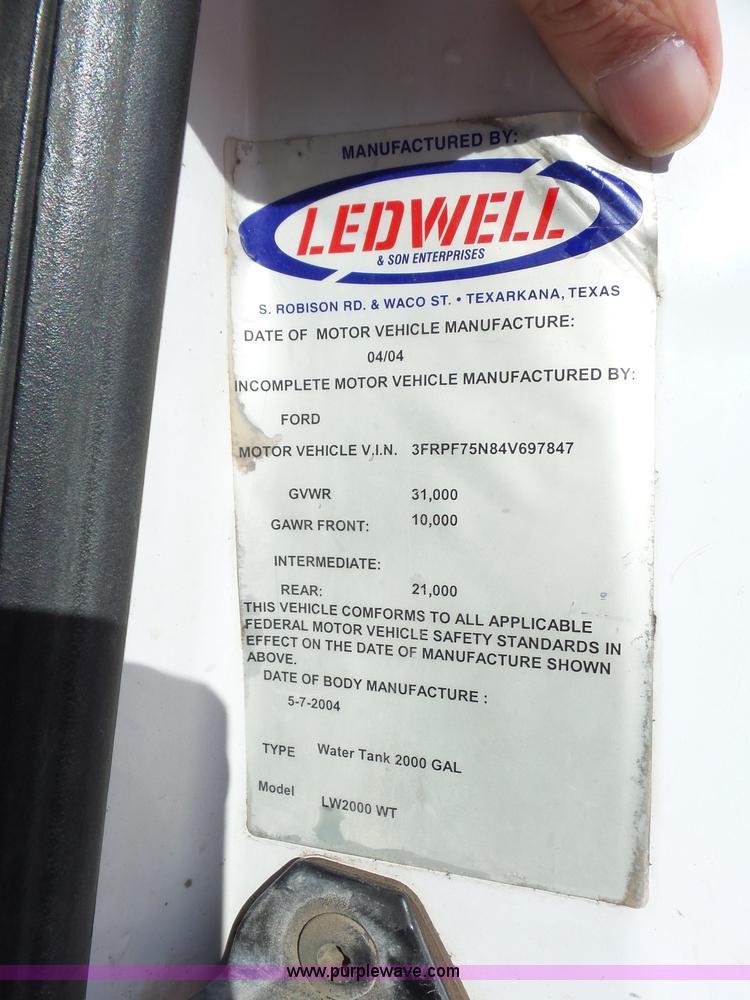 MANUFACTURED BY:
LEDWELL
& SON ENTERPRISES
S. ROBISON RD. & WACO ST. • TEXARKANA, TEXAS
DATE OF MOTOR VEHICLE MANUFACTURE:
04/04
INCOMPLETE MOTOR VEHICLE MANUFACTURED BY:
FORD
MOTOR VEHICLE V.I.N. 3FRPF75N84V697847
GVWR 31,000
GAWR FRONT: 10,000
INTERMEDIATE:
REAR: 21,000
THIS VEHICLE COMFORMS TO ALL APPLICABLE
FEDERAL MOTOR VEHICLE SAFETY STANDARDS IN
EFFECT ON THE DATE OF MANUFACTURE SHOWN
ABOVE.
DATE OF BODY MANUFACTURE :
5-7-2004
TYPE Water Tank 2000 GAL
Model LW2000 WT
www.purplewave.com